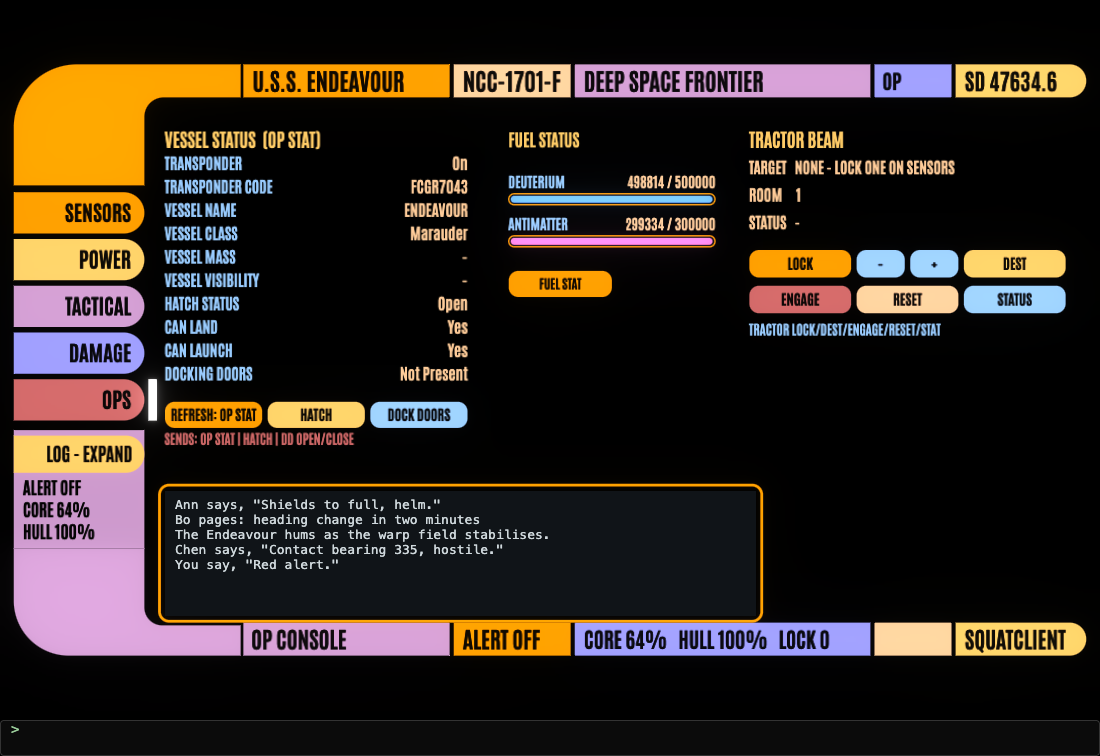 U.S.S. ENDEAVOUR NCC-1701-F DEEP SPACE FRONTIER OP SD 47634.6
SENSORS
POWER
TACTICAL
DAMAGE
OPS
LOG - EXPAND
ALERT OFF
CORE 64%
HULL 100%
VESSEL STATUS (OP STAT)
TRANSPONDER On
TRANSPONDER CODE FCGR7043
VESSEL NAME ENDEAVOUR
VESSEL CLASS Marauder
VESSEL MASS -
VESSEL VISIBILITY -
HATCH STATUS Open
CAN LAND Yes
CAN LAUNCH Yes
DOCKING DOORS Not Present
REFRESH: OP STAT HATCH DOCK DOORS
SENDS: OP STAT | HATCH | DD OPEN/CLOSE
FUEL STATUS
DEUTERIUM 498814 / 500000
ANTIMATTER 299334 / 300000
FUEL STAT
TRACTOR BEAM
TARGET NONE - LOCK ONE ON SENSORS
ROOM 1
STATUS -
LOCK - + DEST
ENGAGE RESET STATUS
TRACTOR LOCK/DEST/ENGAGE/RESET/STAT
Ann says, "Shields to full, helm."
Bo pages: heading change in two minutes
The Endeavour hums as the warp field stabilises.
Chen says, "Contact bearing 335, hostile."
You say, "Red alert."
OP CONSOLE ALERT OFF CORE 64% HULL 100% LOCK 0 SQUATCLIENT
>